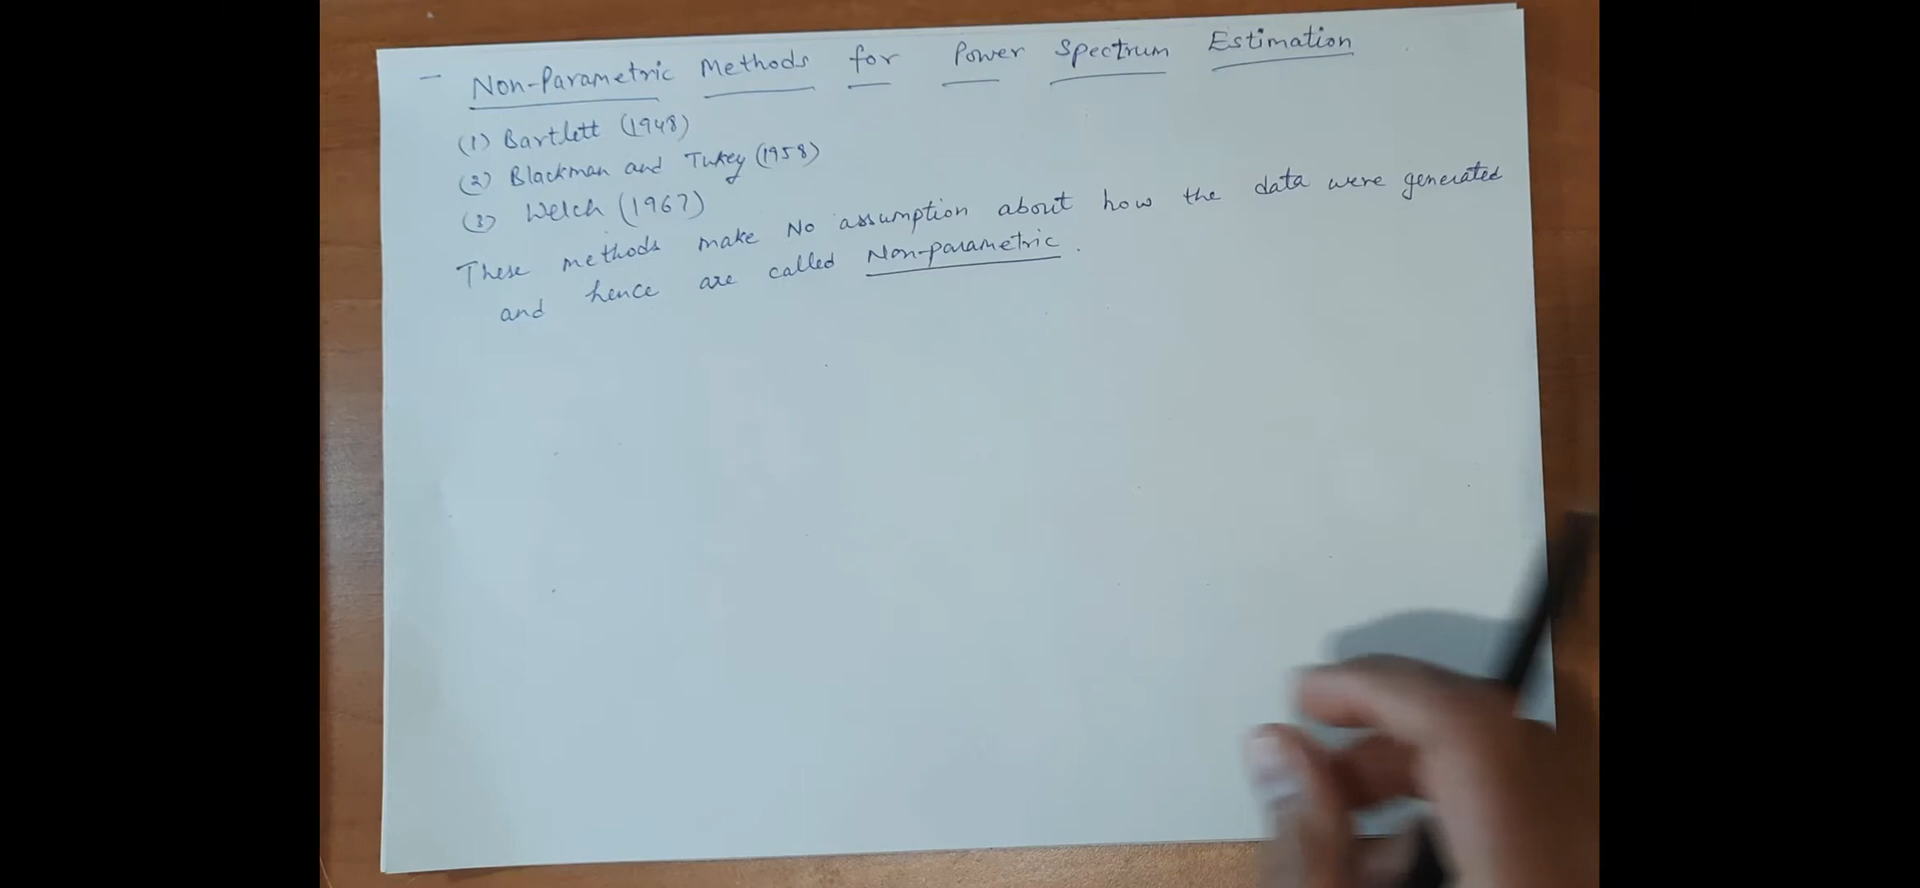 - Non-Parametric Methods for Power Spectrum Estimation
(1) Bartlett (1948)
(2) Blackman and Tukey (1958)
(3) Welch (1967)
These methods make No assumption about how the data were generated
and hence are called Non-parametric.